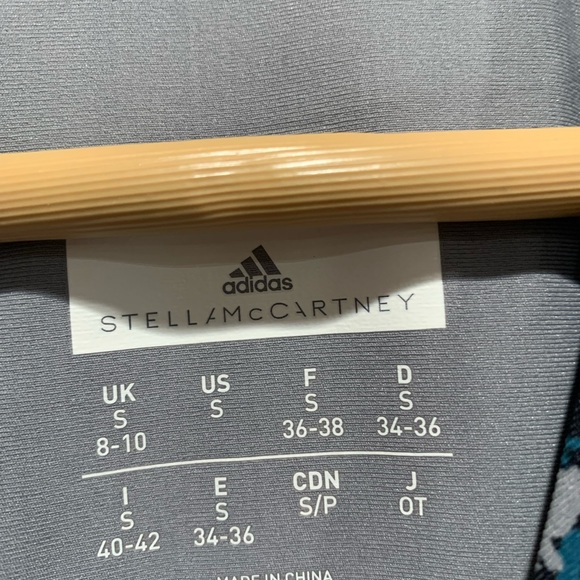 adidas
STELLAMcCARTNEY
UK US F D
S S S S
8-10 36-38 34-36
I E CDN J
S S S/P OT
40-42 34-36
MADE IN CHINA